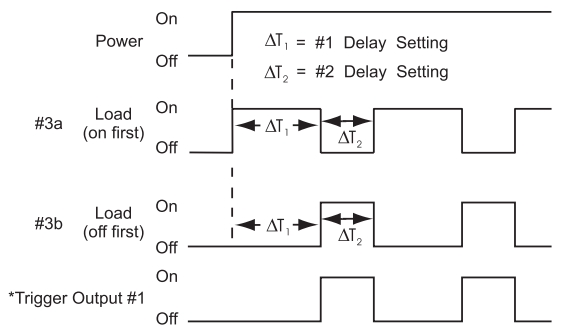 On
Power
Off
ΔT₁ = #1 Delay Setting
ΔT₂ = #2 Delay Setting
On
#3a Load
(on first)
Off
ΔT₁
ΔT₂
On
#3b Load
(off first)
Off
ΔT₁
ΔT₂
On
*Trigger Output #1
Off